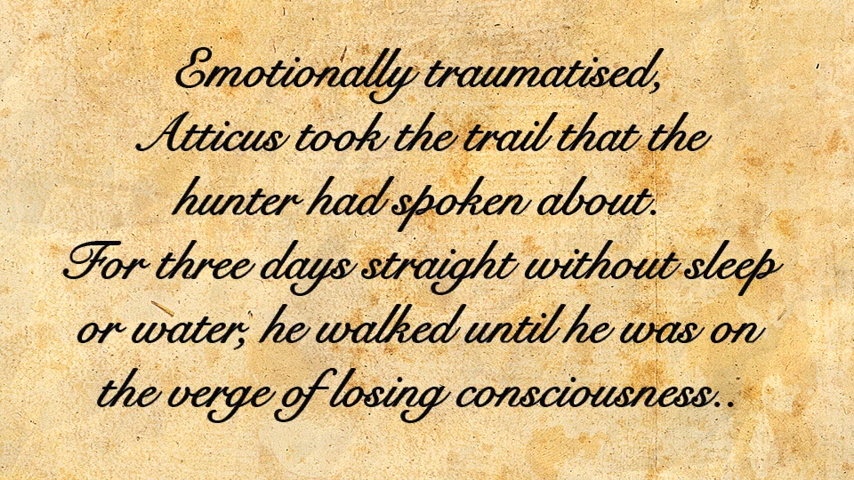 Emotionally traumatised,
Atticus took the trail that the
hunter had spoken about.
For three days straight without sleep
or water, he walked until he was on
the verge of losing consciousness..